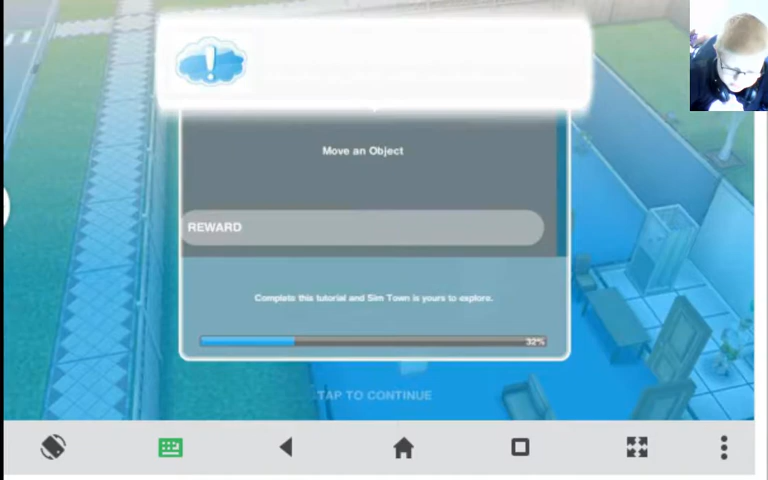 Move an Object
REWARD
Complete this tutorial and Sim Town is yours to explore.
32%
TAP TO CONTINUE